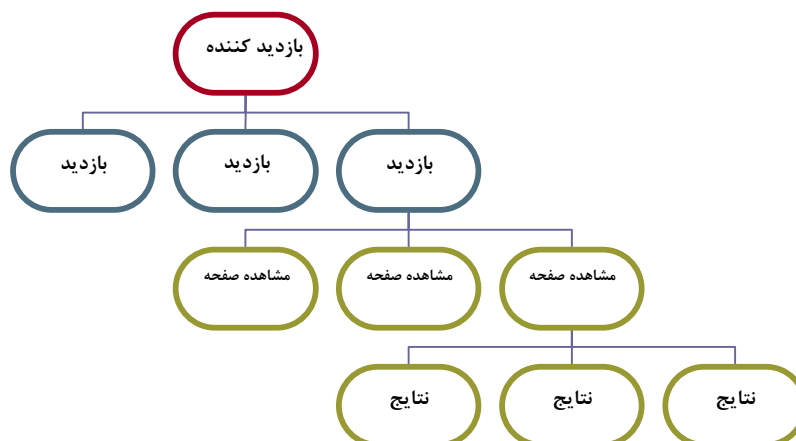 بازدید کننده
بازدید
بازدید
بازدید
مشاهده صفحه
مشاهده صفحه
مشاهده صفحه
نتایج
نتایج
نتایج